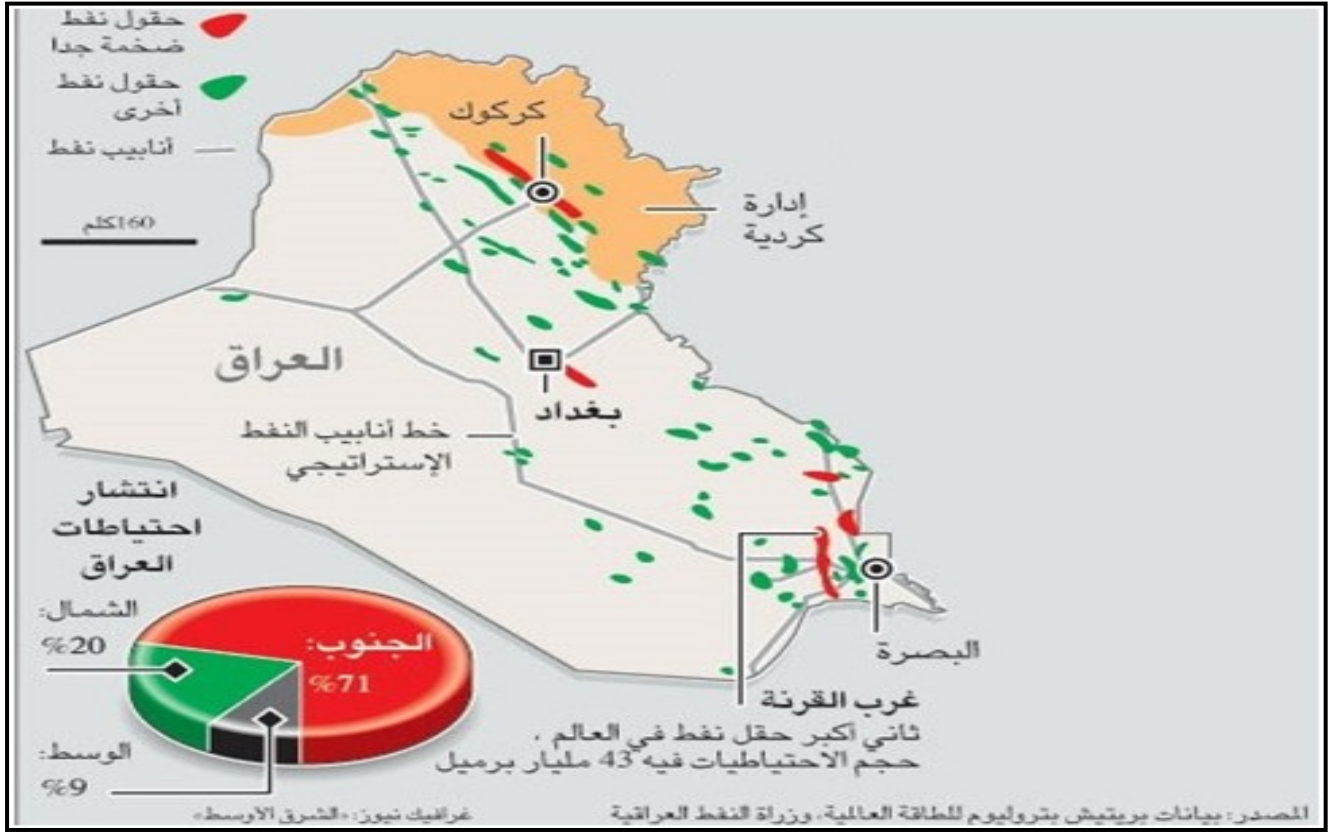 حقول نفط
ضخمة جدا
حقول نفط
أخرى
أنابيب نفط
160كلم
كركوك
إدارة
كردية
العراق
بغداد
خط أنابيب النفط
الإستراتيجي
انتشار
احتياطات
العراق
الشمال:
%20
الجنوب:
%71
الوسط:
%9
البصرة
غرب القرنة
ثاني أكبر حقل نفط في العالم ،
حجم الاحتياطيات فيه 43 مليار برميل
المصدر: بيانات بريتيش بتروليوم للطاقة العالمية، وزراة النفط العراقية
غرافيك نيوز: «الشرق الاوسط»